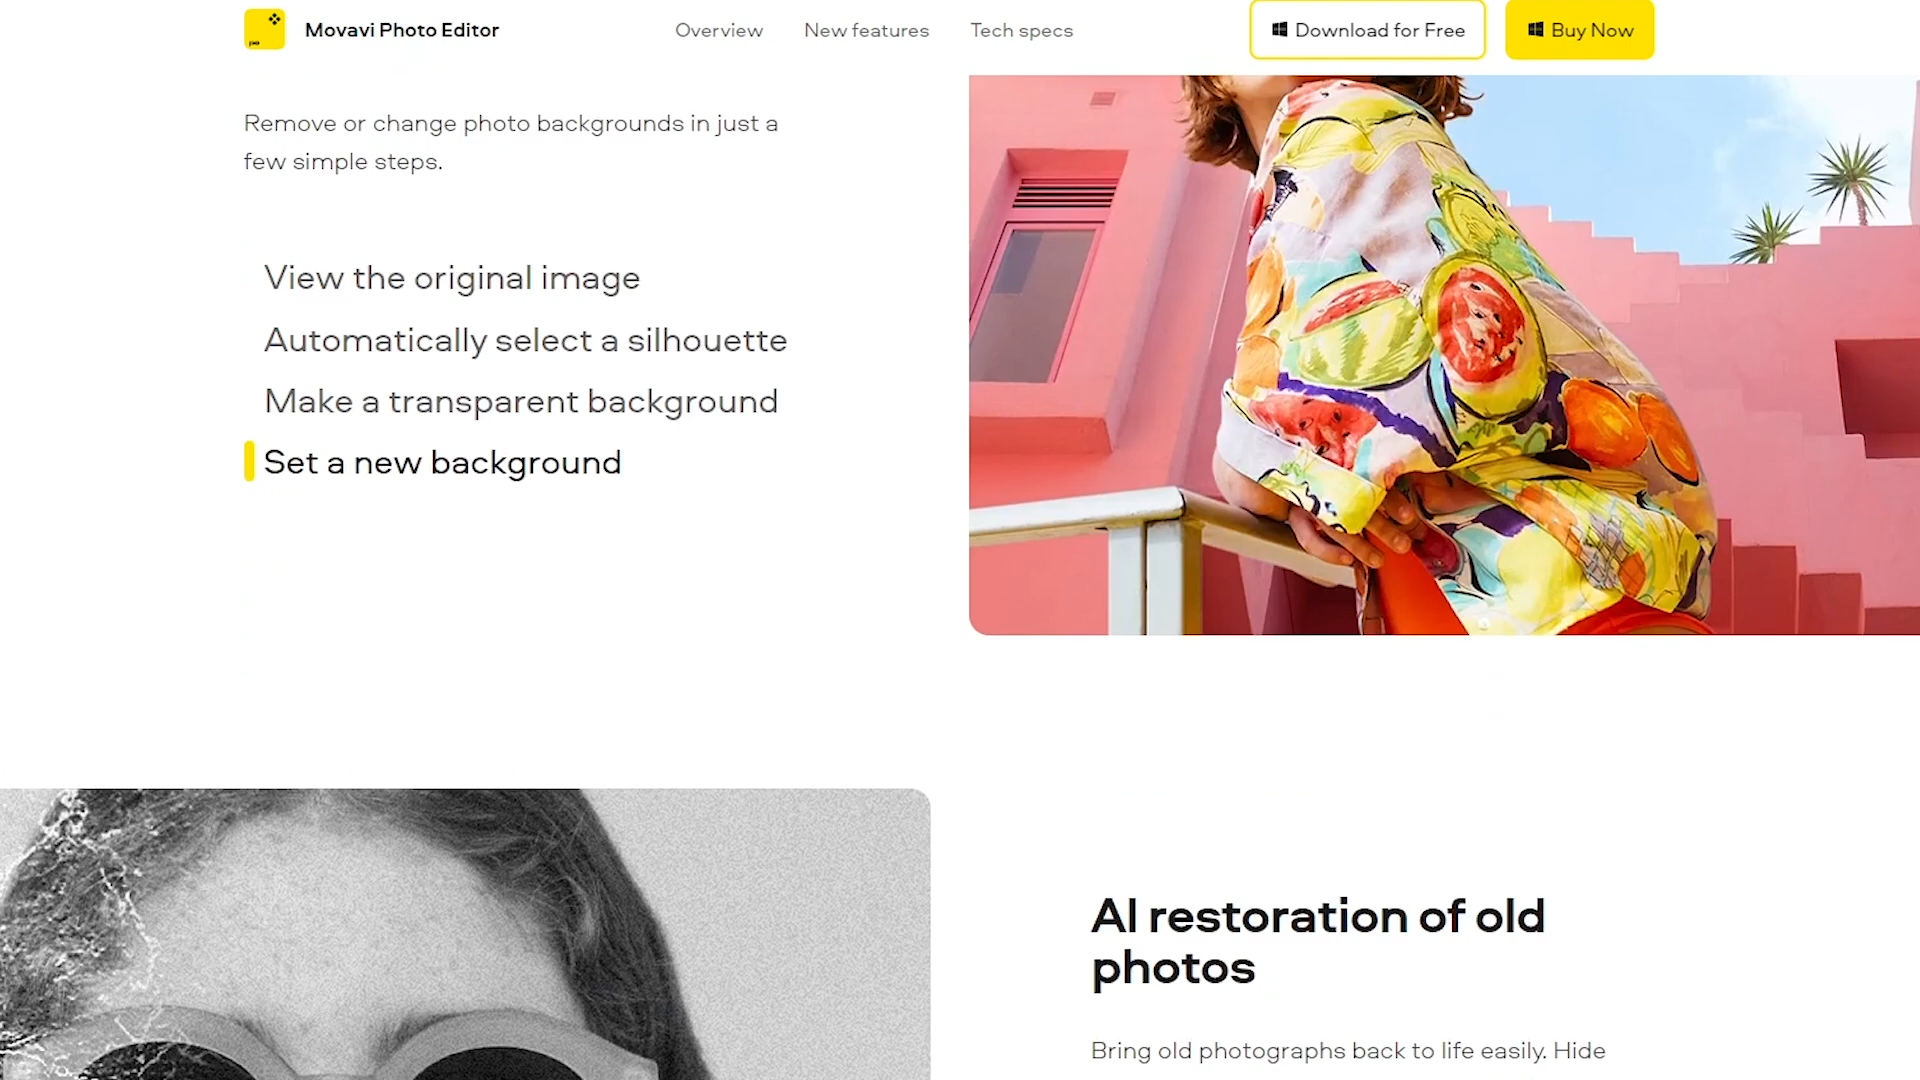 Movavi Photo Editor
Overview
New features
Tech specs
Download for Free
Buy Now
Remove or change photo backgrounds in just a
few simple steps.
View the original image
Automatically select a silhouette
Make a transparent background
Set a new background
AI restoration of old
photos
Bring old photographs back to life easily. Hide